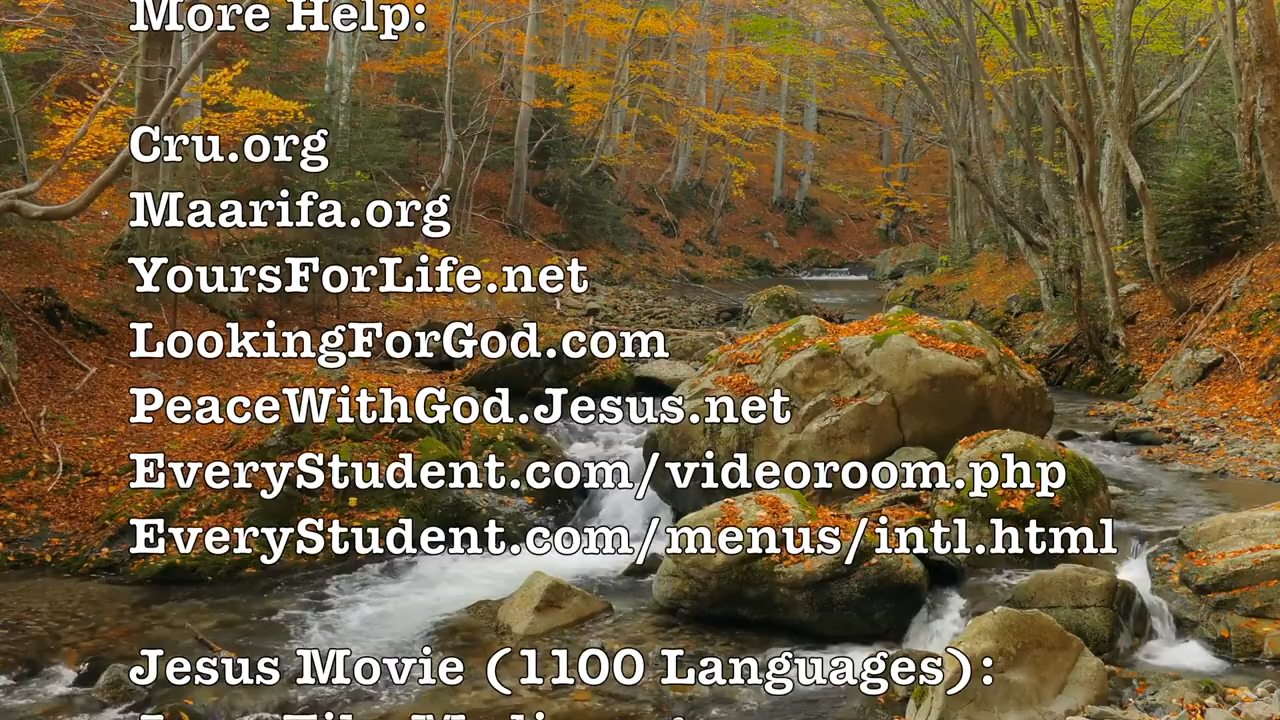 More Help:
Cru.org
Maarifa.org
YoursForLife.net
LookingForGod.com
PeaceWithGod.Jesus.net
EveryStudent.com/videoroom.php
EveryStudent.com/menus/intl.html
Jesus Movie (1100 Languages):